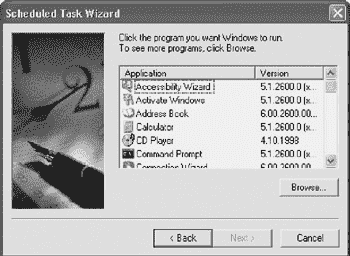 Scheduled Task Wizard
Click the program you want Windows to run.
To see more programs, click Browse.
Application Version
Accessibility Wizard 5.1.2600.0 (x...
Activate Windows 5.1.2600.0 (x...
Address Book 6.00.2600.00...
Calculator 5.1.2600.0 (x...
CD Player 4.10.1998
Command Prompt 5.1.2600.0 (x...
Connection Wizard 6.00.2600.00...
Browse...
< Back Next > Cancel